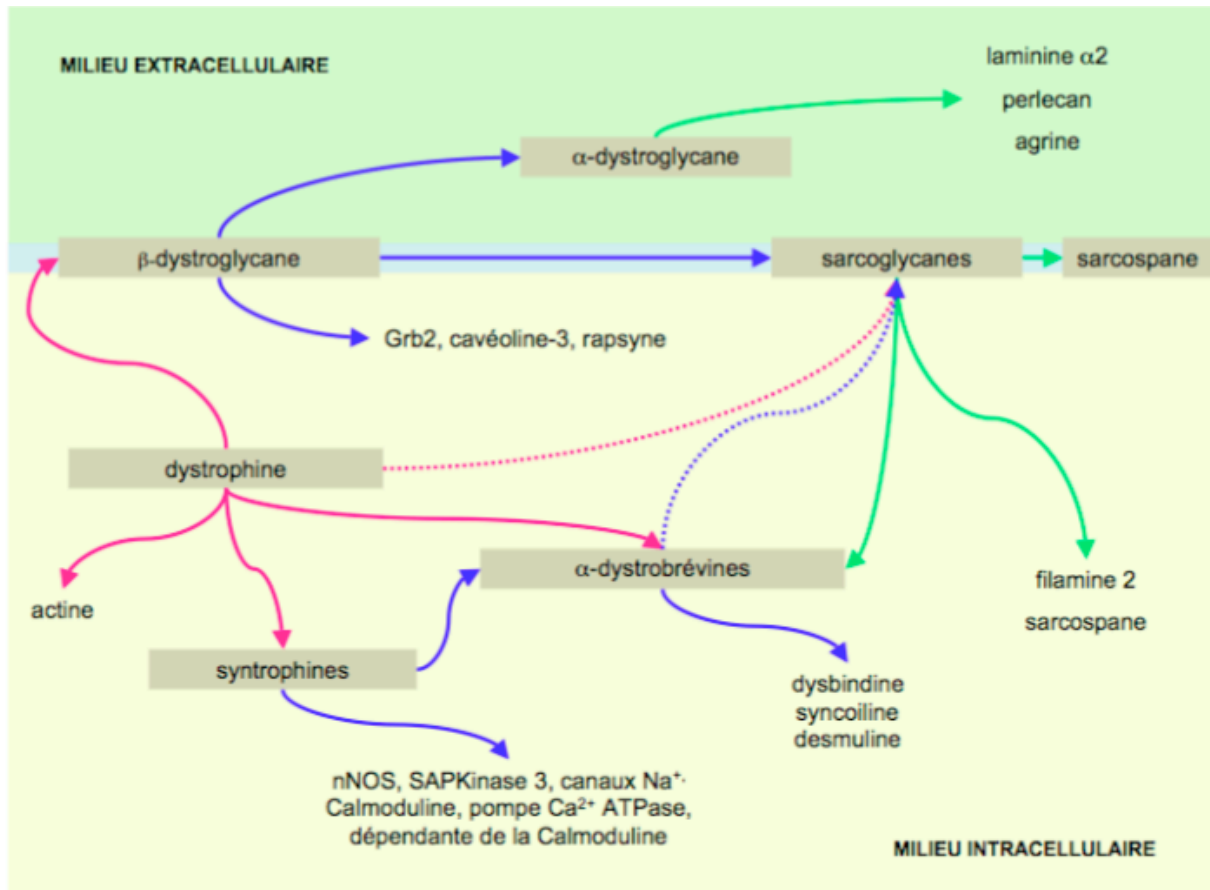 MILIEU EXTRACELLULAIRE
laminine α2
perlecan
agrine
α-dystroglycane
β-dystroglycane
sarcoglycanes
sarcospane
Grb2, cavéoline-3, rapsyne
dystrophine
α-dystrobrévines
actine
filamine 2
sarcospane
syntrophines
dysbindine
syncoiline
desmuline
nNOS, SAPKinase 3, canaux Na⁺·
Calmoduline, pompe Ca²⁺ ATPase,
dépendante de la Calmoduline
MILIEU INTRACELLULAIRE